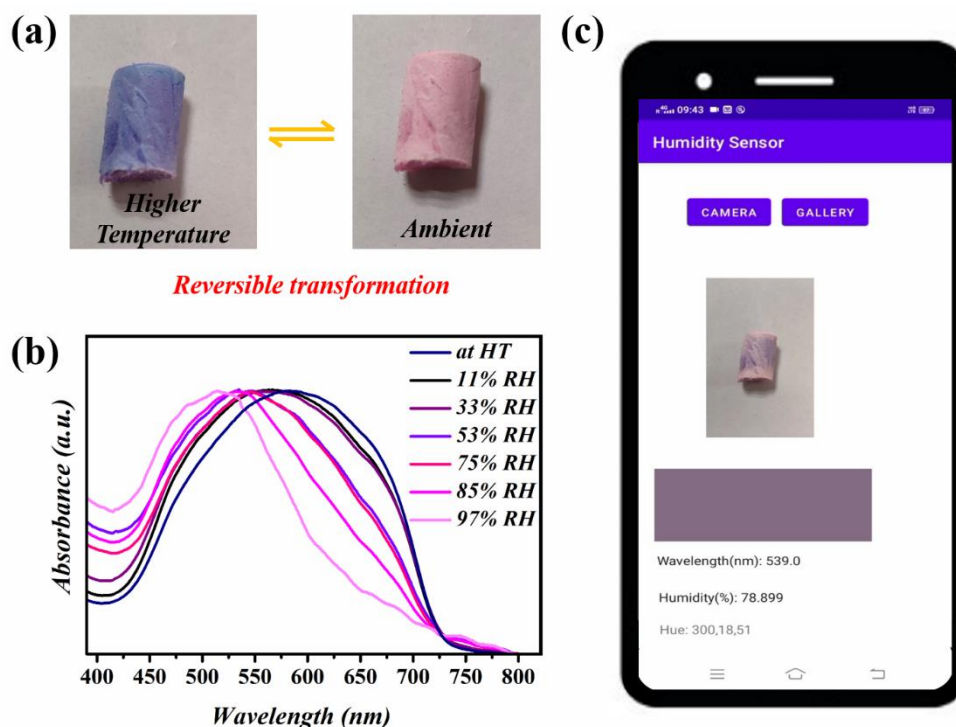 (a)
Higher
Temperature
Ambient
Reversible transformation
(b)
at HT
11% RH
33% RH
53% RH
75% RH
85% RH
97% RH
Absorbance (a.u.)
400 450 500 550 600 650 700 750 800
Wavelength (nm)
(c)
09:43
Humidity Sensor
CAMERA GALLERY
Wavelength(nm): 539.0
Humidity(%): 78.899
Hue: 300,18,51